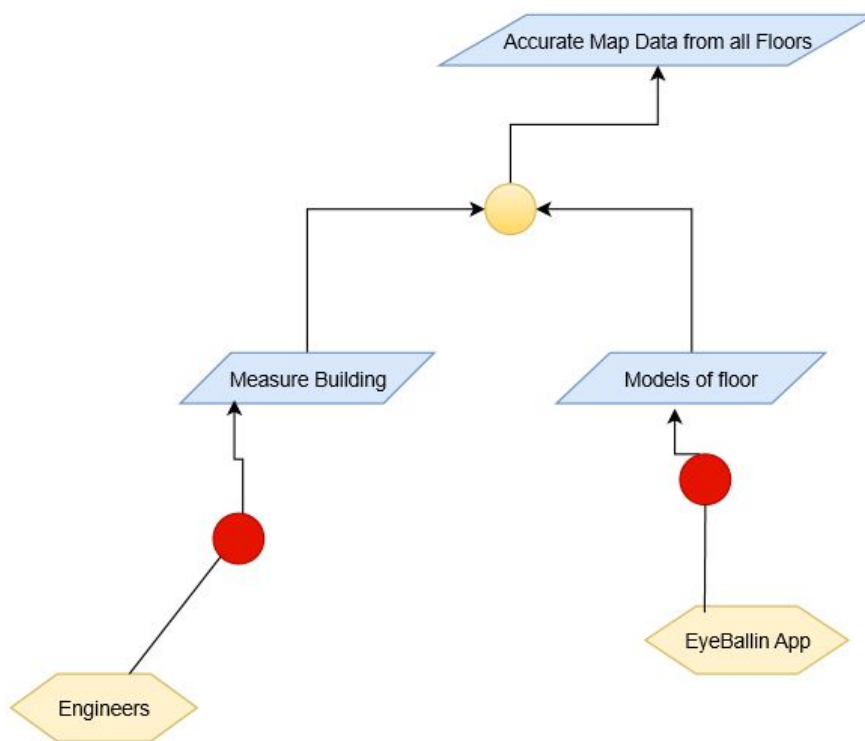 Accurate Map Data from all Floors
Measure Building
Models of floor
EyeBallin App
Engineers